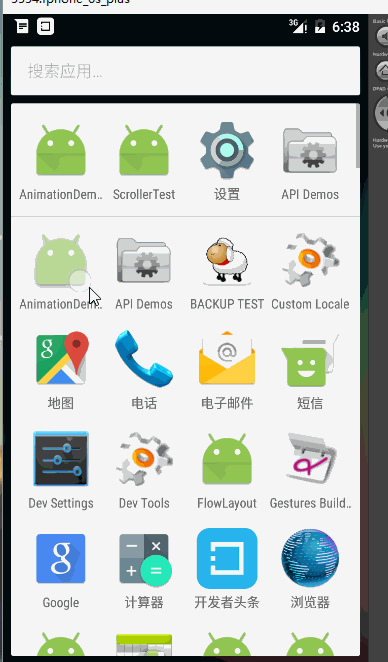 5554:iphone_6s_plus
3G
6:38
搜索应用...
AnimationDem..
ScrollerTest
设置
API Demos
AnimationDem..
API Demos
BACKUP TEST
Custom Locale
地图
电话
电子邮件
短信
Dev Settings
Dev Tools
FlowLayout
Gestures Build..
Google
计算器
开发者头条
浏览器